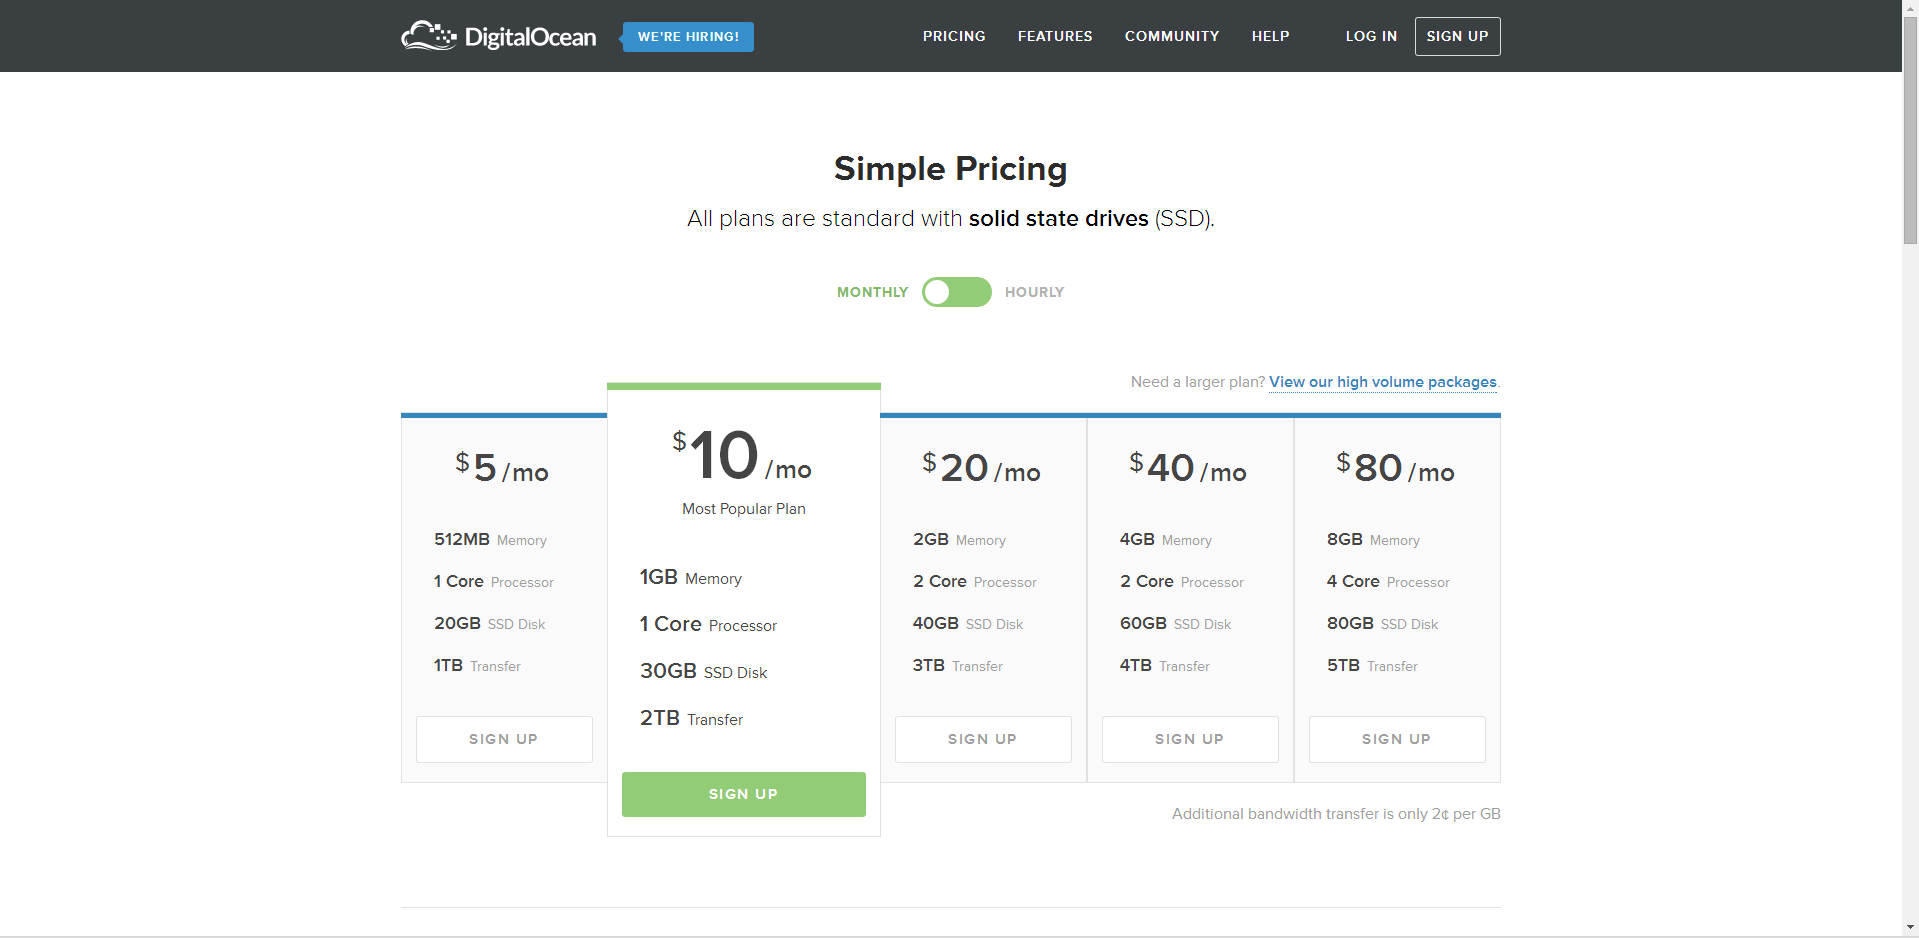 DigitalOcean
WE'RE HIRING!
PRICING FEATURES COMMUNITY HELP LOG IN SIGN UP
Simple Pricing
All plans are standard with solid state drives (SSD).
MONTHLY HOURLY
Need a larger plan? View our high volume packages.
$5/mo
512MB Memory
1 Core Processor
20GB SSD Disk
1TB Transfer
SIGN UP
$10/mo
Most Popular Plan
1GB Memory
1 Core Processor
30GB SSD Disk
2TB Transfer
SIGN UP
$20/mo
2GB Memory
2 Core Processor
40GB SSD Disk
3TB Transfer
SIGN UP
$40/mo
4GB Memory
2 Core Processor
60GB SSD Disk
4TB Transfer
SIGN UP
$80/mo
8GB Memory
4 Core Processor
80GB SSD Disk
5TB Transfer
SIGN UP
Additional bandwidth transfer is only 2¢ per GB